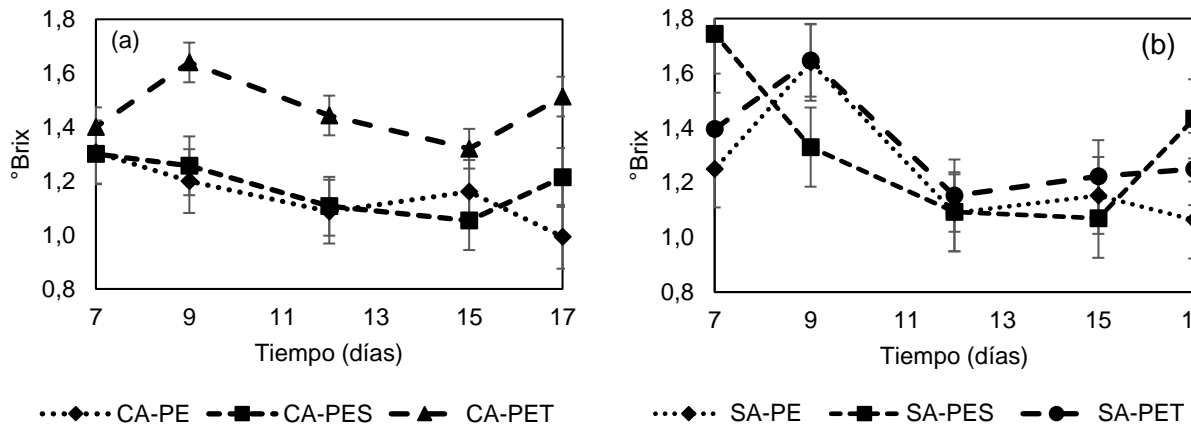 (a)
°Brix
1,8
1,6
1,4
1,2
1,0
0,8
7 9 11 13 15 17
Tiempo (días)
CA-PE CA-PES CA-PET
(b)
°Brix
1,8
1,6
1,4
1,2
1,0
0,8
7 9 11 13 15
Tiempo (días)
SA-PE SA-PES SA-PET